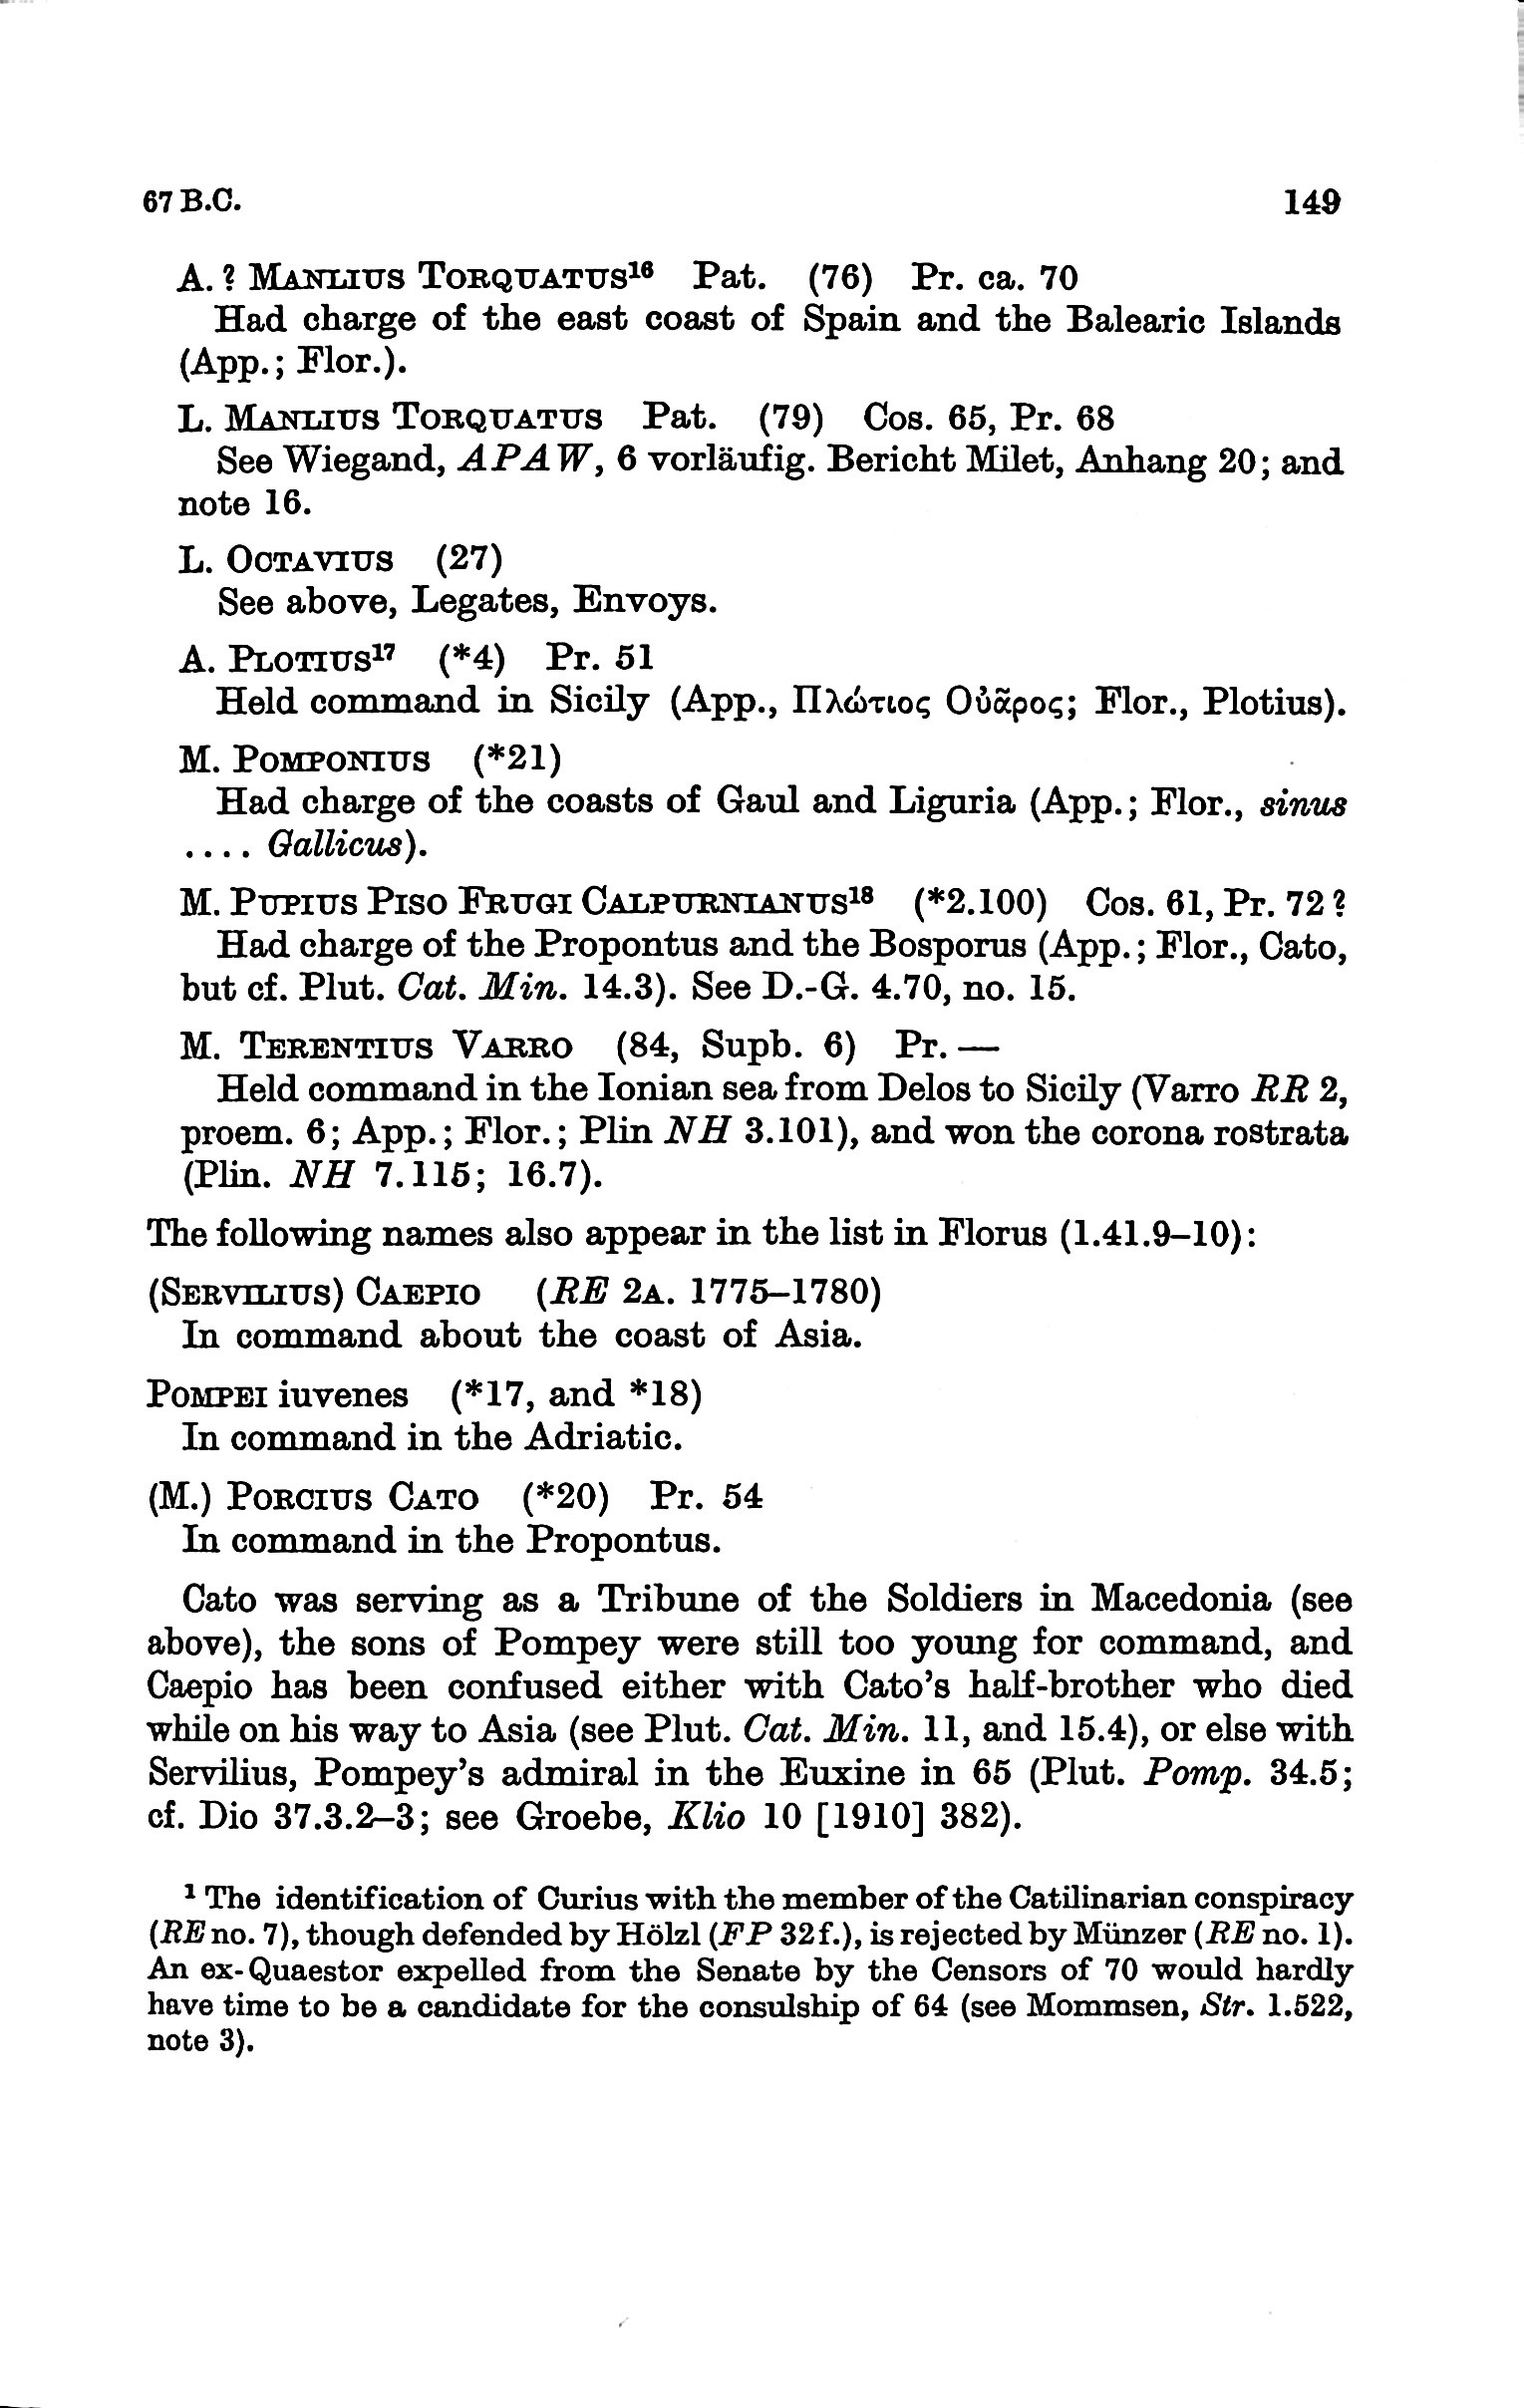 67 B.C. 149
A. ? MANLIUS TORQUATUS¹⁶ Pat. (76) Pr. ca. 70
Had charge of the east coast of Spain and the Balearic Islands
(App.; Flor.).
L. MANLIUS TORQUATUS Pat. (79) Cos. 65, Pr. 68
See Wiegand, APAW, 6 vorläufig. Bericht Milet, Anhang 20; and
note 16.
L. OCTAVIUS (27)
See above, Legates, Envoys.
A. PLOTIUS¹⁷ (*4) Pr. 51
Held command in Sicily (App., Πλώτιος Οὐᾶρος; Flor., Plotius).
M. POMPONIUS (*21)
Had charge of the coasts of Gaul and Liguria (App.; Flor., sinus
.... Gallicus).
M. PUPIUS PISO FRUGI CALPURNIANUS¹⁸ (*2.100) Cos. 61, Pr. 72 ?
Had charge of the Propontus and the Bosporus (App.; Flor., Cato,
but cf. Plut. Cat. Min. 14.3). See D.-G. 4.70, no. 15.
M. TERENTIUS VARRO (84, Supb. 6) Pr. —
Held command in the Ionian sea from Delos to Sicily (Varro RR 2,
proem. 6; App.; Flor.; Plin NH 3.101), and won the corona rostrata
(Plin. NH 7.115; 16.7).
The following names also appear in the list in Florus (1.41.9–10):
(SERVILIUS) CAEPIO (RE 2A. 1775–1780)
In command about the coast of Asia.
POMPEI iuvenes (*17, and *18)
In command in the Adriatic.
(M.) PORCIUS CATO (*20) Pr. 54
In command in the Propontus.
Cato was serving as a Tribune of the Soldiers in Macedonia (see
above), the sons of Pompey were still too young for command, and
Caepio has been confused either with Cato's half-brother who died
while on his way to Asia (see Plut. Cat. Min. 11, and 15.4), or else with
Servilius, Pompey's admiral in the Euxine in 65 (Plut. Pomp. 34.5;
cf. Dio 37.3.2–3; see Groebe, Klio 10 [1910] 382).
¹ The identification of Curius with the member of the Catilinarian conspiracy
(RE no. 7), though defended by Hölzl (FP 32f.), is rejected by Münzer (RE no. 1).
An ex-Quaestor expelled from the Senate by the Censors of 70 would hardly
have time to be a candidate for the consulship of 64 (see Mommsen, Str. 1.522,
note 3).